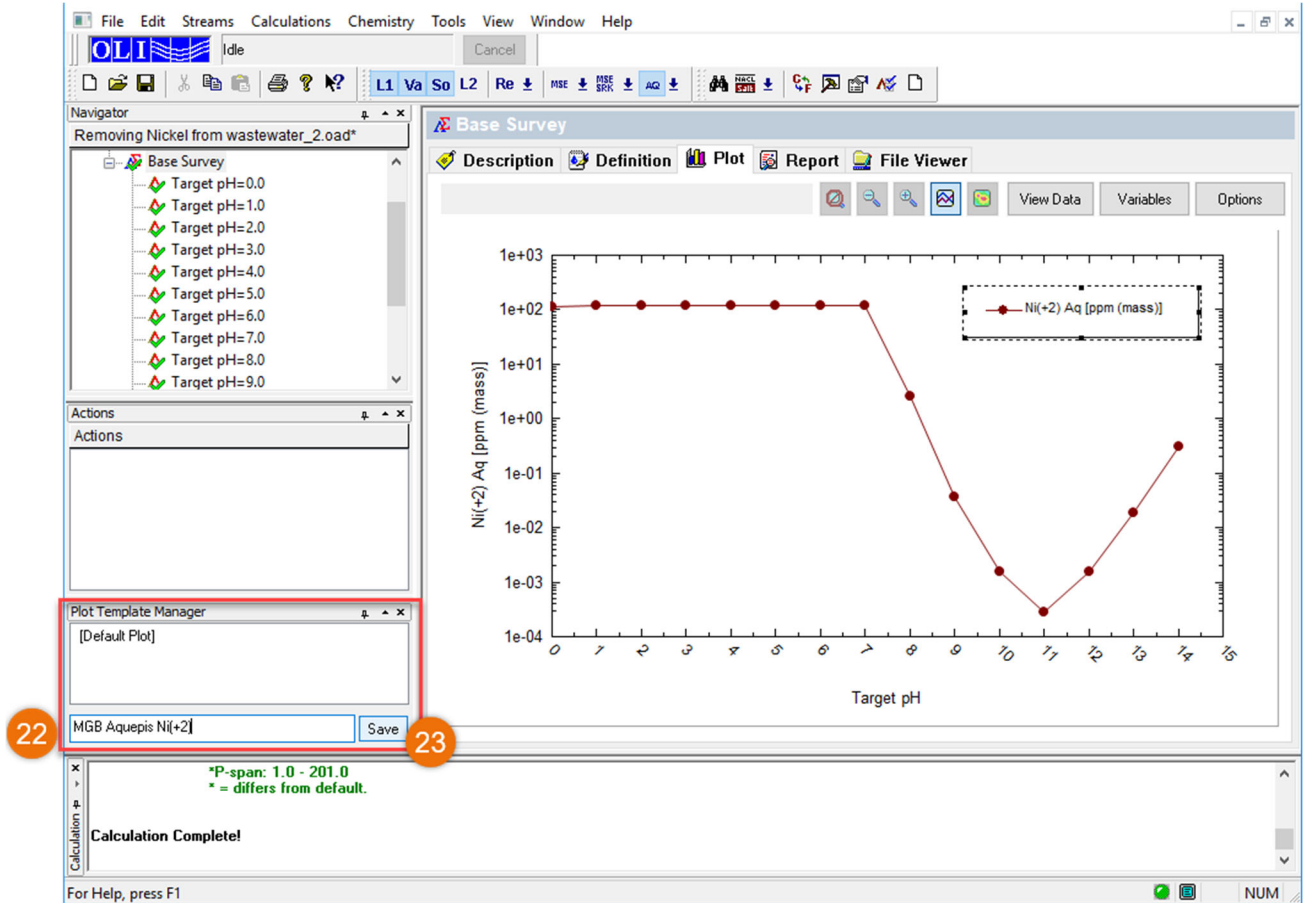 File Edit Streams Calculations Chemistry Tools View Window Help
OLI Idle Cancel
L1 Va So L2 Re MSE MSE SRK AQ NACL Salt
Navigator
Removing Nickel from wastewater_2.oad*
Base Survey
Target pH=0.0
Target pH=1.0
Target pH=2.0
Target pH=3.0
Target pH=4.0
Target pH=5.0
Target pH=6.0
Target pH=7.0
Target pH=8.0
Target pH=9.0
Actions
Actions
Plot Template Manager
[Default Plot]
22
MGB Aquepis Ni(+2)
Save
23
Base Survey
Description Definition Plot Report File Viewer
View Data Variables Options
1e+03
1e+02
1e+01
1e+00
1e-01
1e-02
1e-03
1e-04
Ni(+2) Aq [ppm (mass)]
Ni(+2) Aq [ppm (mass)]
0 1 2 3 4 5 6 7 8 9 10 11 12 13 14 15
Target pH
Calculation
*P-span: 1.0 - 201.0
* = differs from default.
Calculation Complete!
For Help, press F1
NUM